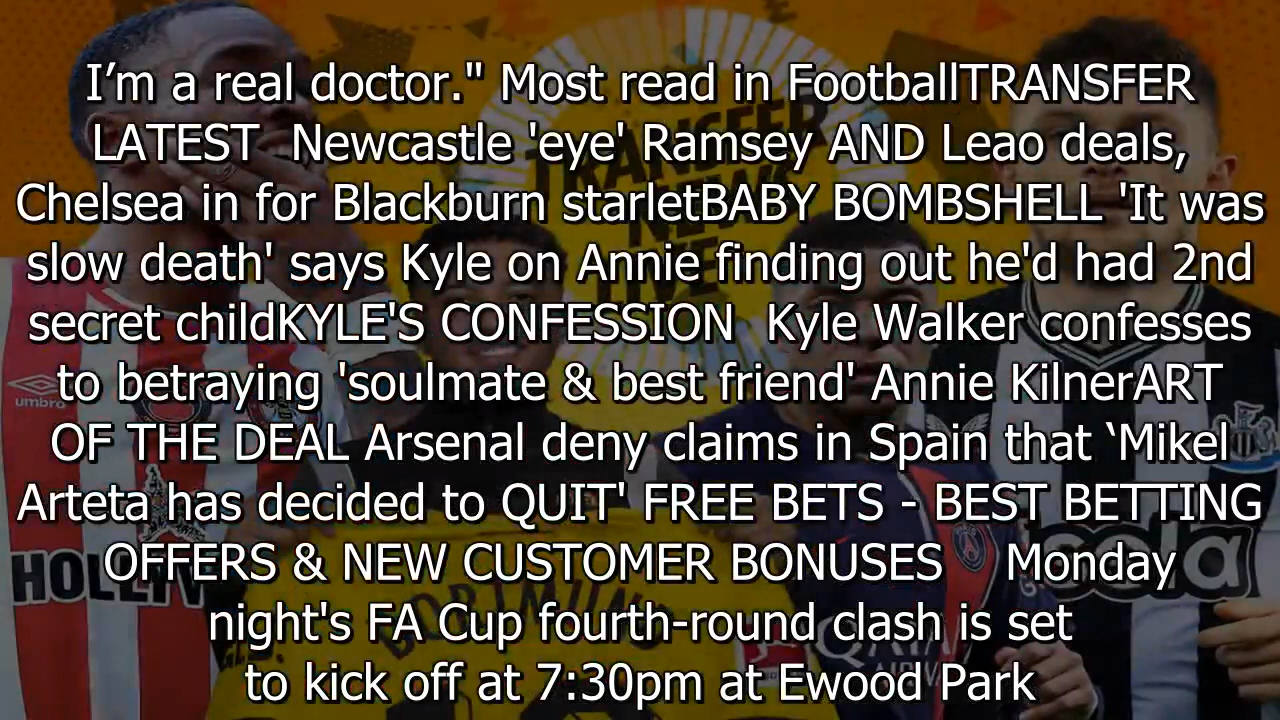 I’m a real doctor." Most read in FootballTRANSFER
LATEST  Newcastle 'eye' Ramsey AND Leao deals,
Chelsea in for Blackburn starletBABY BOMBSHELL 'It was
slow death' says Kyle on Annie finding out he'd had 2nd
secret childKYLE'S CONFESSION  Kyle Walker confesses
to betraying 'soulmate & best friend' Annie KilnerART
OF THE DEAL Arsenal deny claims in Spain that ‘Mikel
Arteta has decided to QUIT' FREE BETS - BEST BETTING
OFFERS & NEW CUSTOMER BONUSES    Monday
night's FA Cup fourth-round clash is set
to kick off at 7:30pm at Ewood Park
TRANSFER
NEWS
LIVE
umbro